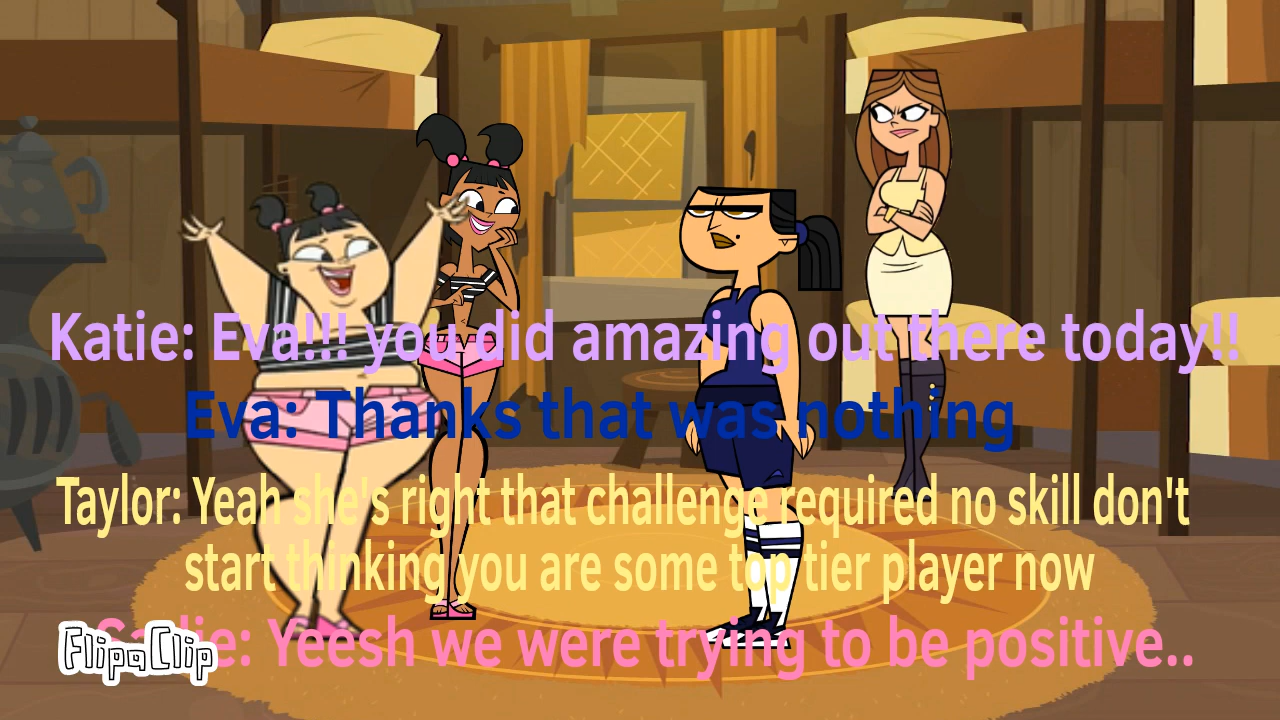 Katie: Eva!!! you did amazing out there today!!
Eva: Thanks that was nothing
Taylor: Yeah she's right that challenge required no skill don't
start thinking you are some top tier player now
Sadie: Yeesh we were trying to be positive..
FlipaClip